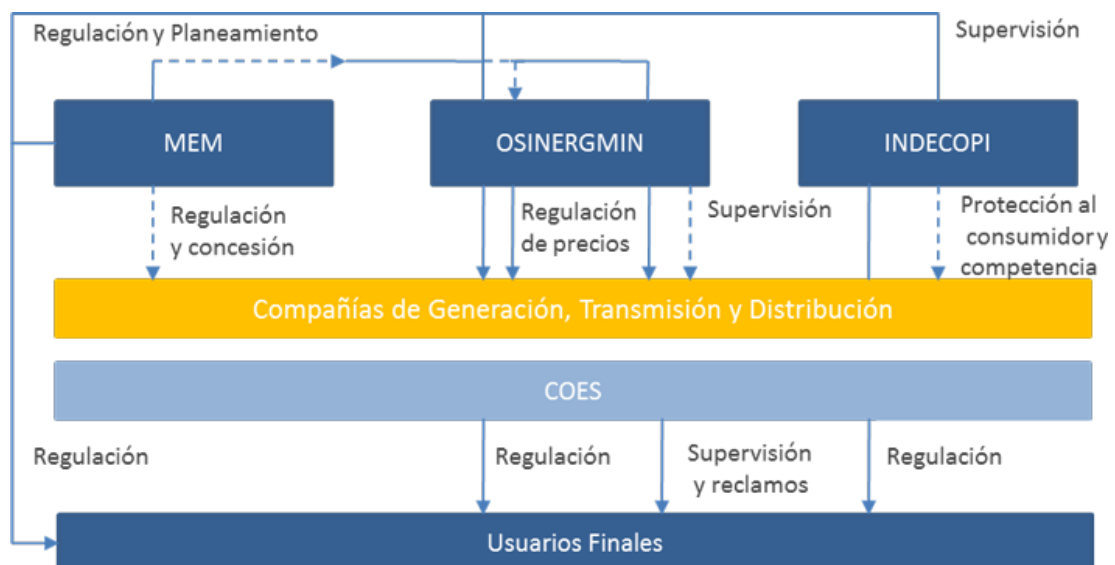 Regulación y Planeamiento
Supervisión
MEM
OSINERGMIN
INDECOPI
Regulación
y concesión
Regulación
de precios
Supervisión
Protección al
consumidor y
competencia
Compañías de Generación, Transmisión y Distribución
COES
Regulación
Regulación
Supervisión
y reclamos
Regulación
Usuarios Finales